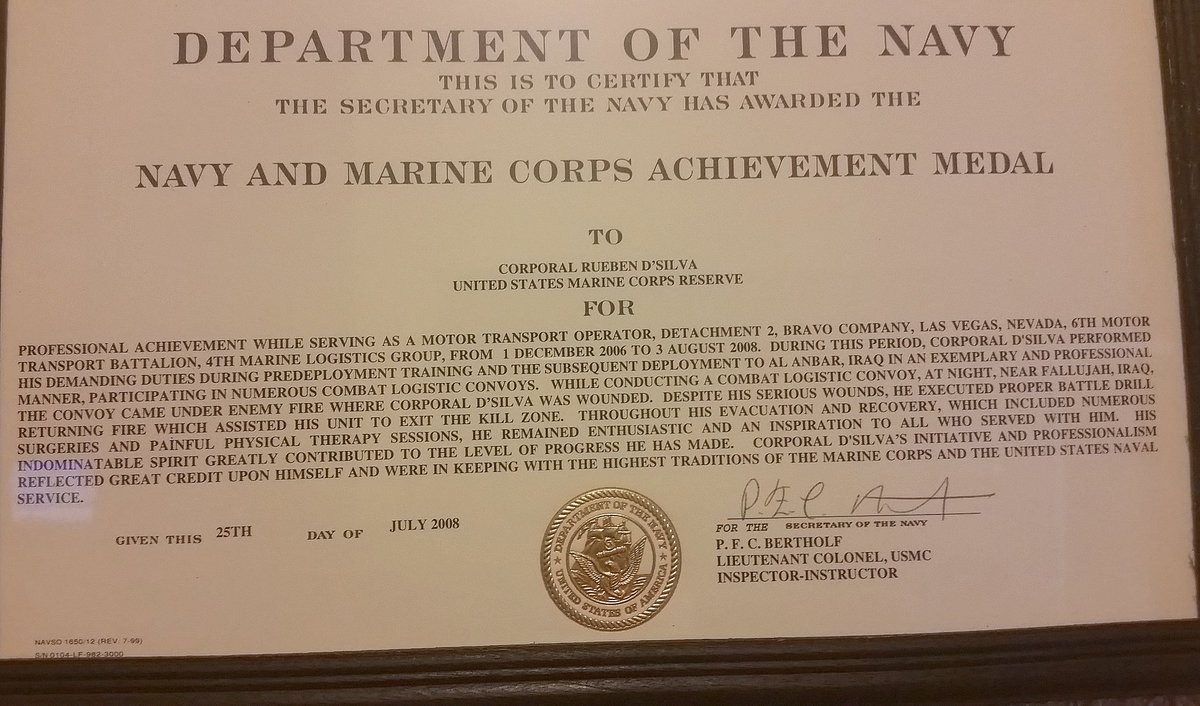 DEPARTMENT OF THE NAVY
THIS IS TO CERTIFY THAT
THE SECRETARY OF THE NAVY HAS AWARDED THE
NAVY AND MARINE CORPS ACHIEVEMENT MEDAL
TO
CORPORAL RUEBEN D'SILVA
UNITED STATES MARINE CORPS RESERVE
FOR
PROFESSIONAL ACHIEVEMENT WHILE SERVING AS A MOTOR TRANSPORT OPERATOR, DETACHMENT 2, BRAVO COMPANY, LAS VEGAS, NEVADA, 6TH MOTOR
TRANSPORT BATTALION, 4TH MARINE LOGISTICS GROUP, FROM 1 DECEMBER 2006 TO 3 AUGUST 2008. DURING THIS PERIOD, CORPORAL D'SILVA PERFORMED
HIS DEMANDING DUTIES DURING PREDEPLOYMENT TRAINING AND THE SUBSEQUENT DEPLOYMENT TO AL ANBAR, IRAQ IN AN EXEMPLARY AND PROFESSIONAL
MANNER, PARTICIPATING IN NUMEROUS COMBAT LOGISTIC CONVOYS. WHILE CONDUCTING A COMBAT LOGISTIC CONVOY, AT NIGHT, NEAR FALLUJAH, IRAQ,
THE CONVOY CAME UNDER ENEMY FIRE WHERE CORPORAL D'SILVA WAS WOUNDED. DESPITE HIS SERIOUS WOUNDS, HE EXECUTED PROPER BATTLE DRILL
RETURNING FIRE WHICH ASSISTED HIS UNIT TO EXIT THE KILL ZONE. THROUGHOUT HIS EVACUATION AND RECOVERY, WHICH INCLUDED NUMEROUS
SURGERIES AND PAINFUL PHYSICAL THERAPY SESSIONS, HE REMAINED ENTHUSIASTIC AND AN INSPIRATION TO ALL WHO SERVED WITH HIM. HIS
INDOMINATABLE SPIRIT GREATLY CONTRIBUTED TO THE LEVEL OF PROGRESS HE HAS MADE. CORPORAL D'SILVA'S INITIATIVE AND PROFESSIONALISM
REFLECTED GREAT CREDIT UPON HIMSELF AND WERE IN KEEPING WITH THE HIGHEST TRADITIONS OF THE MARINE CORPS AND THE UNITED STATES NAVAL
SERVICE.
GIVEN THIS 25TH DAY OF JULY 2008
DEPARTMENT OF THE NAVY
UNITED STATES OF AMERICA
FOR THE SECRETARY OF THE NAVY
P. F. C. BERTHOLF
LIEUTENANT COLONEL, USMC
INSPECTOR-INSTRUCTOR
NAVSO 1650/12 (REV. 7-99)
S/N 0104-LF-982-3000